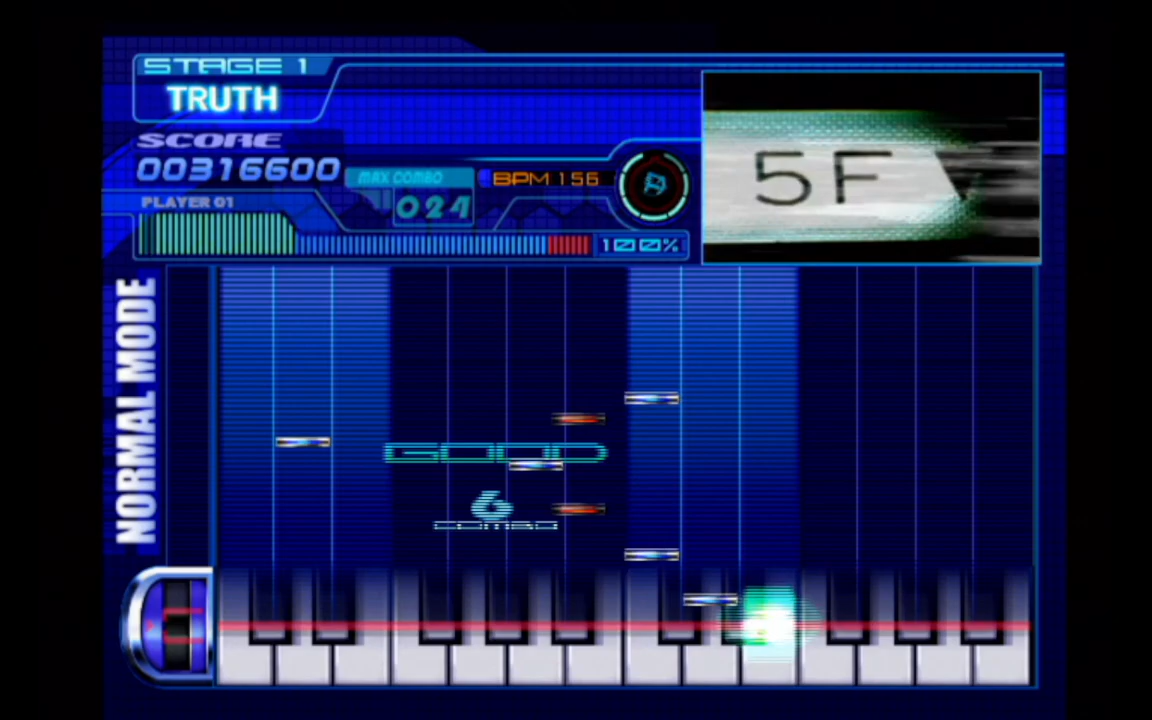 STAGE 1
TRUTH
SCORE
00316600
MAX COMBO
024
BPM 156
PLAYER 01
100%
5F
NORMAL MODE
GOOD
6
COMBO